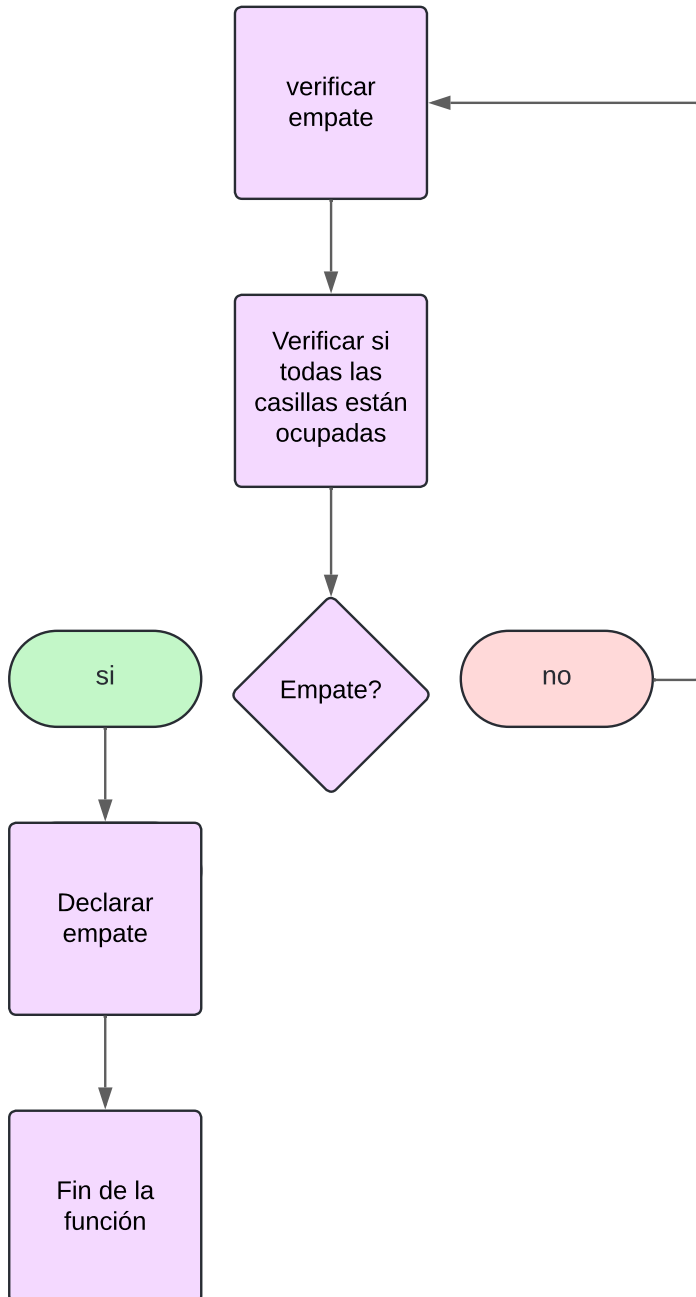 verificar
empate
Verificar si
todas las
casillas están
ocupadas
si
Empate?
no
Declarar
empate
Fin de la
función